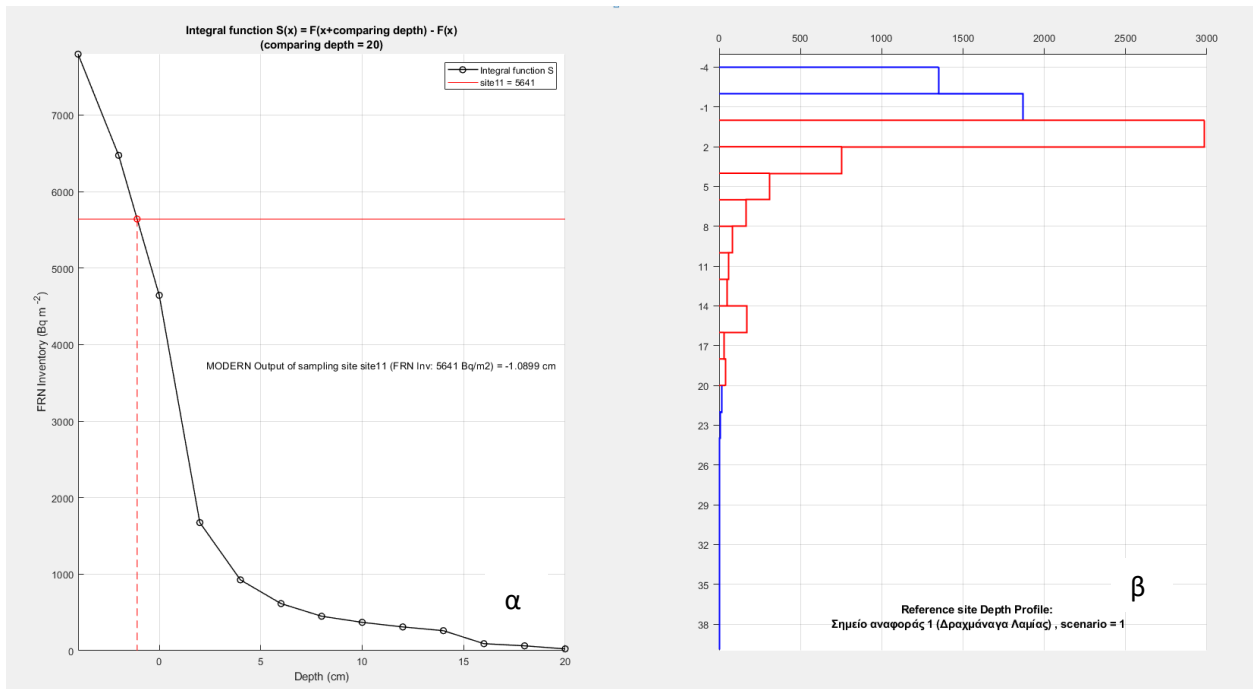 Integral function S(x) = F(x+comparing depth) - F(x)
(comparing depth = 20)
Integral function S
site11 = 5641
7000
6000
5000
4000
3000
2000
1000
0
FRN Inventory (Bq m -2)
MODERN Output of sampling site site11 (FRN Inv: 5641 Bq/m2) = -1.0899 cm
α
0 5 10 15 20
Depth (cm)
0 500 1000 1500 2000 2500 3000
-4
-1
2
5
8
11
14
17
20
23
26
29
32
35
38
β
Reference site Depth Profile:
Σημείο αναφοράς 1 (Δραχμάναγα Λαμίας) , scenario = 1